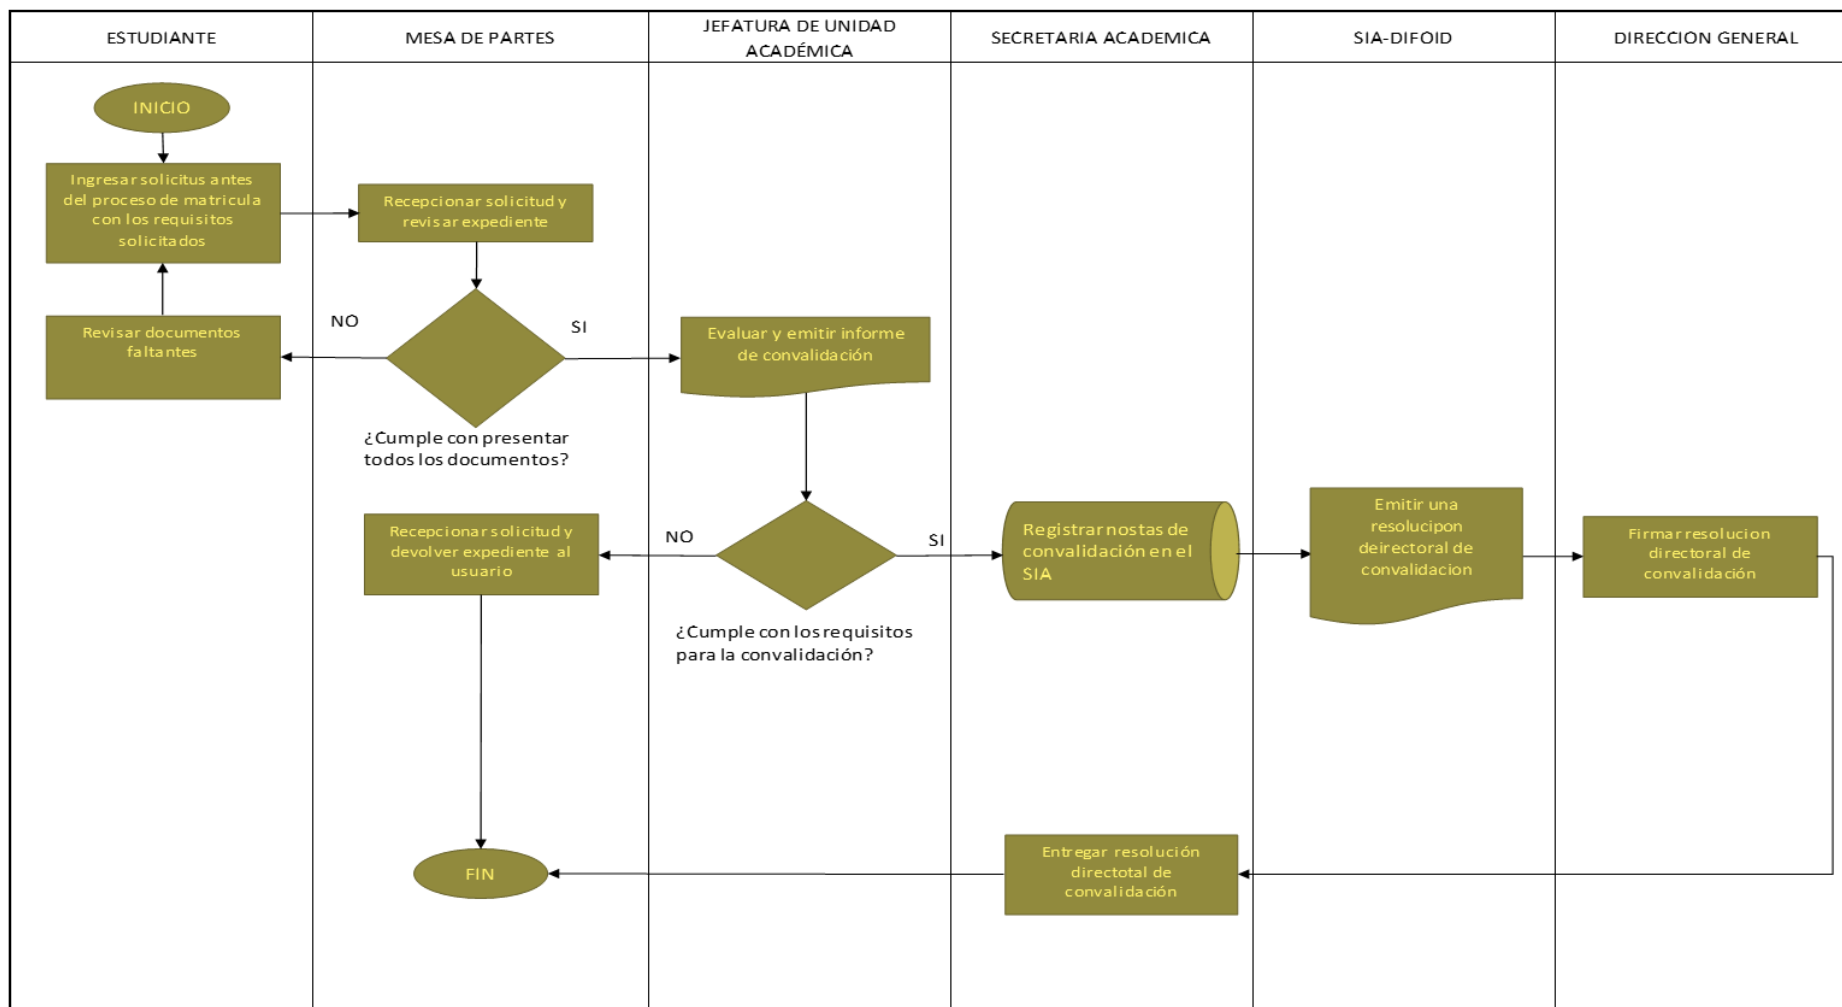 ESTUDIANTE
MESA DE PARTES
JEFATURA DE UNIDAD
ACADÉMICA
SECRETARIA ACADEMICA
SIA-DIFOID
DIRECCION GENERAL
INICIO
Ingresar solicitus antes
del proceso de matricula
con los requisitos
solicitados
Recepcionar solicitud y
revisar expediente
Revisar documentos
faltantes
NO
SI
¿Cumple con presentar
todos los documentos?
Evaluar y emitir informe
de convalidación
Recepcionar solicitud y
devolver expediente al
usuario
NO
SI
¿Cumple con los requisitos
para la convalidación?
Registrar nostas de
convalidación en el
SIA
Emitir una
resolucipon
deirectoral de
convalidacion
Firmar resolucion
directoral de
convalidación
Entregar resolución
directotal de
convalidación
FIN